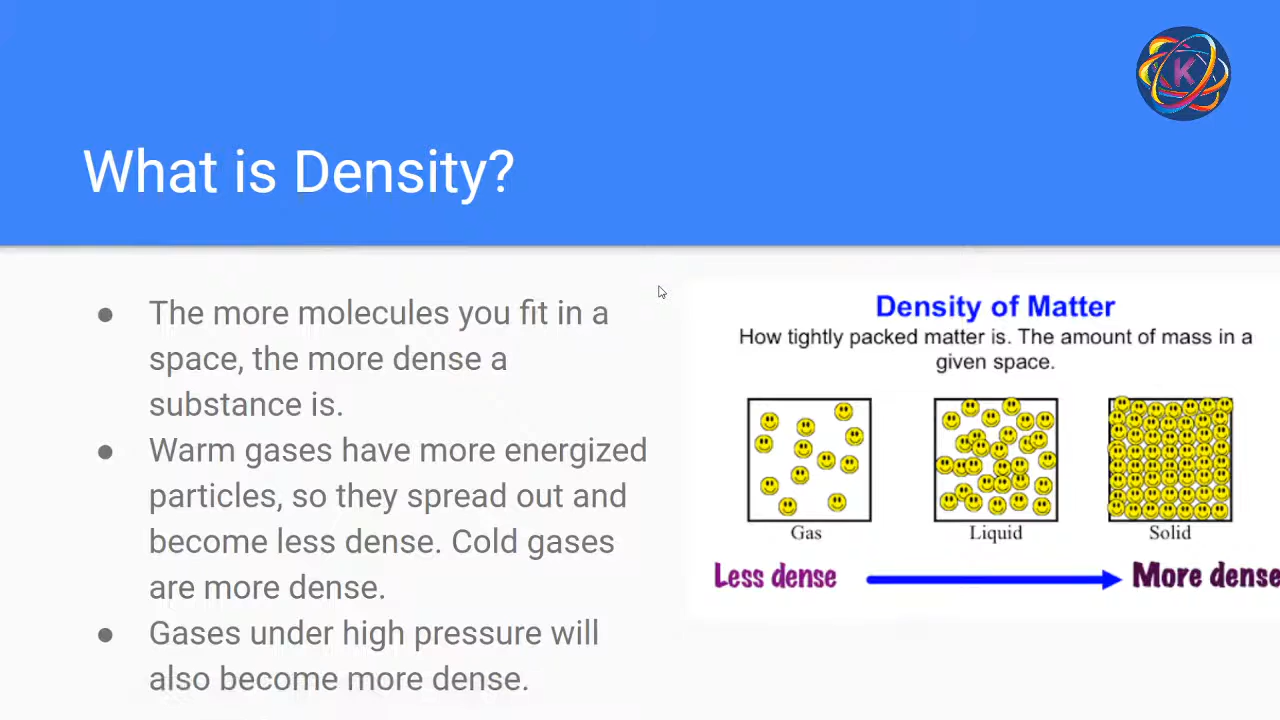 K
What is Density?
● The more molecules you fit in a
space, the more dense a
substance is.
● Warm gases have more energized
particles, so they spread out and
become less dense. Cold gases
are more dense.
● Gases under high pressure will
also become more dense.
Density of Matter
How tightly packed matter is. The amount of mass in a
given space.
Gas Liquid Solid
Less dense More dense